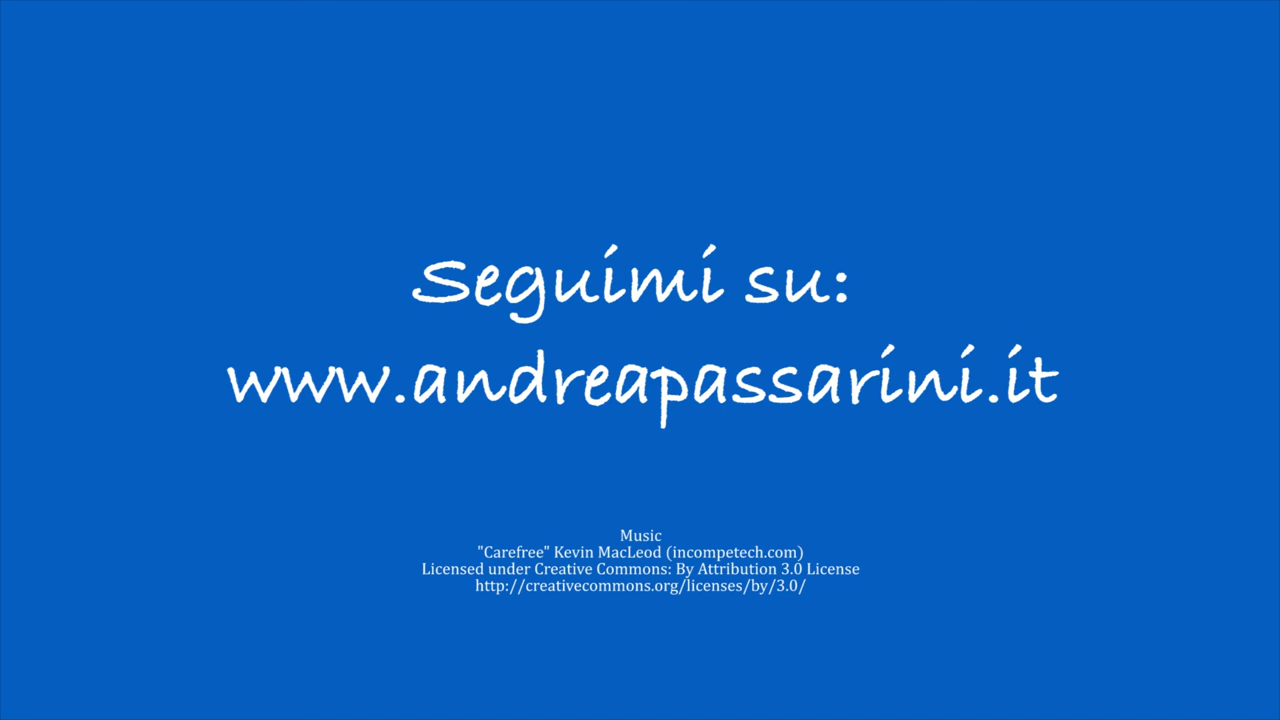 Seguimi su:
www.andreapassarini.it
Music
"Carefree" Kevin MacLeod (incompetech.com)
Licensed under Creative Commons: By Attribution 3.0 License
http://creativecommons.org/licenses/by/3.0/